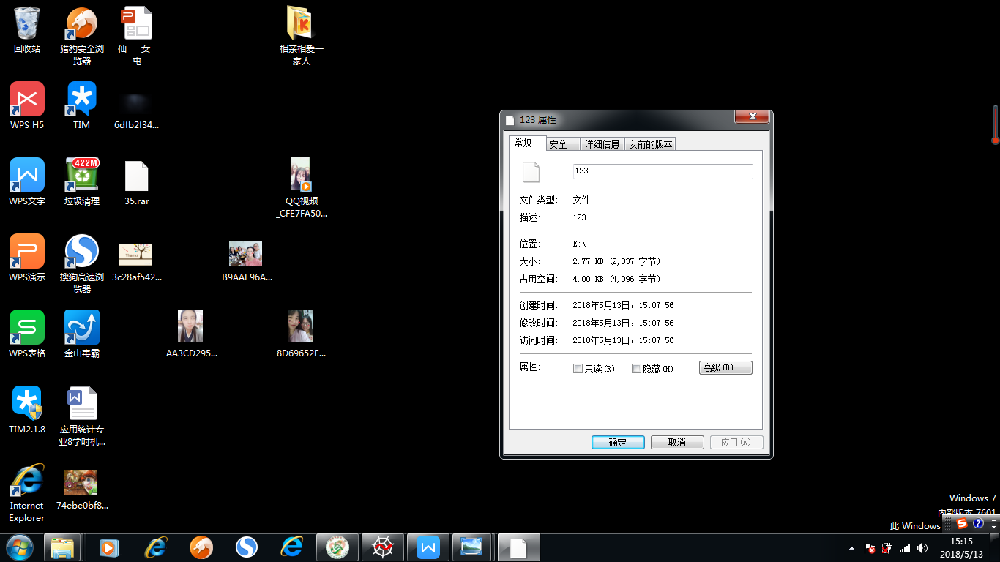 回收站
猎豹安全浏
览器
仙 女
屯
相亲相爱一
家人
WPS H5
TIM
6dfb2f34...
WPS文字
422M
垃圾清理
35.rar
QQ视频
_CFE7FA50...
WPS演示
搜狗高速浏
览器
Thanks
3c28af542...
B9AAE96A...
WPS表格
金山毒霸
AA3CD295...
8D69652E...
TIM2.1.8
应用统计专
业8学时机...
Internet
Explorer
74ebe0bf8...
123 属性
常规 安全 详细信息 以前的版本
123
文件类型: 文件
描述: 123
位置: E:\
大小: 2.77 KB (2,837 字节)
占用空间: 4.00 KB (4,096 字节)
创建时间: 2018年5月13日，15:07:56
修改时间: 2018年5月13日，15:07:56
访问时间: 2018年5月13日，15:07:56
属性: 只读(R) 隐藏(H) 高级(D)...
确定 取消 应用(A)
Windows 7
内部版本 7601
此 Windows
15:15
2018/5/13